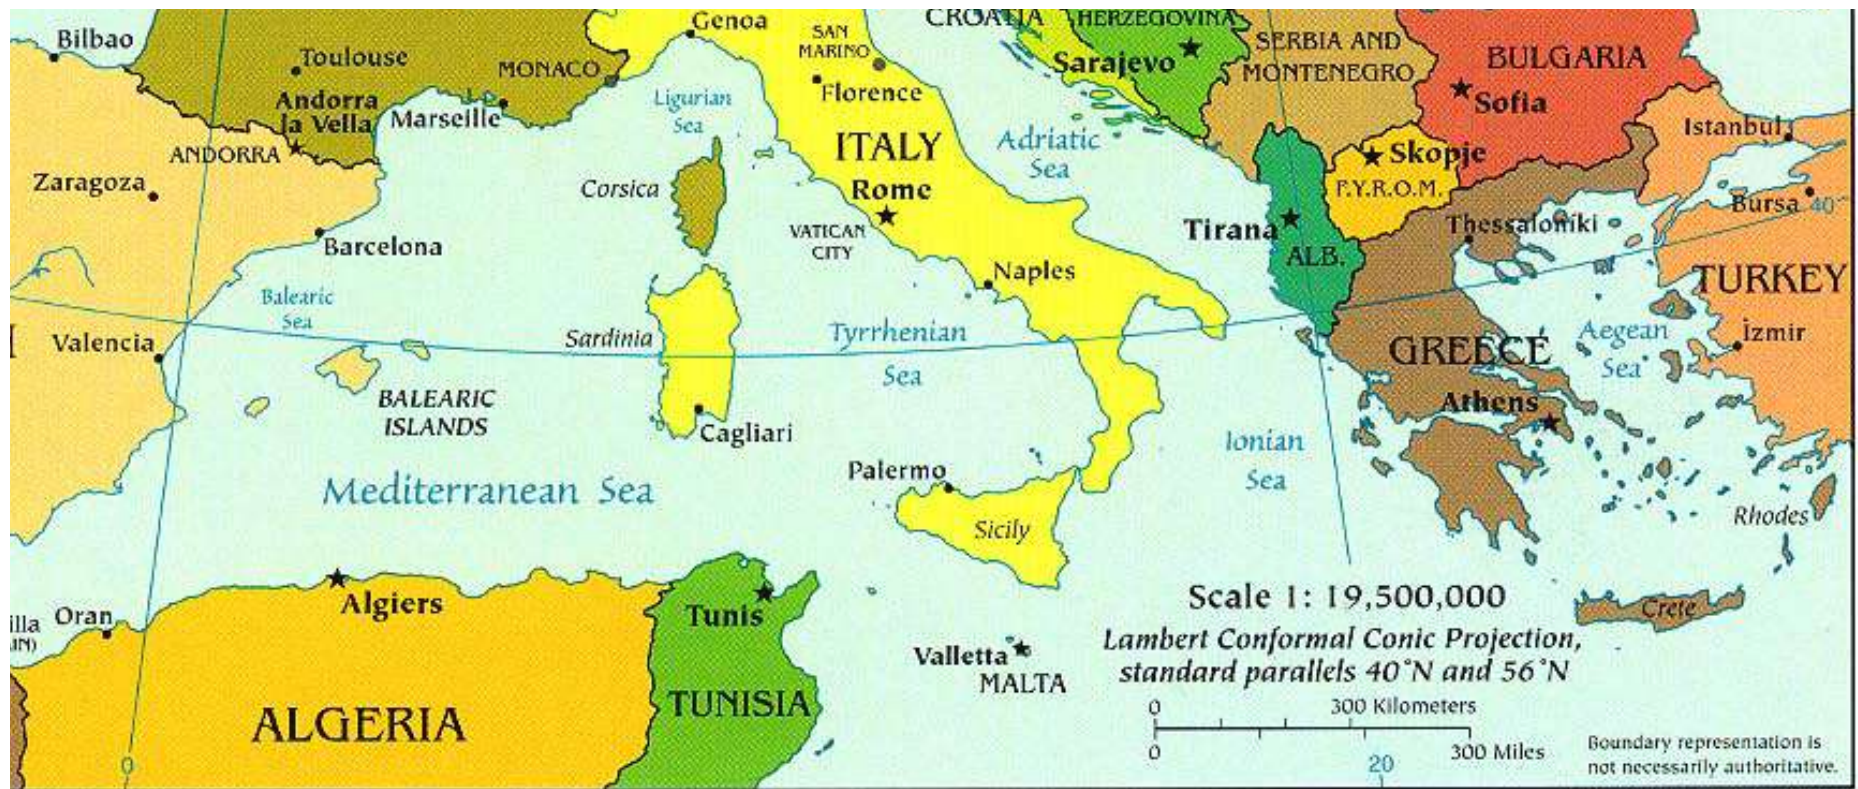 Bilbao
Toulouse
MONACO
Genoa
SAN
MARINO
Florence
CROATIA
HERZEGOVINA
Sarajevo
SERBIA AND
MONTENEGRO
BULGARIA
Sofia
Istanbul
Andorra
la Vella
Marseille
Ligurian
Sea
ANDORRA
ITALY
Adriatic
Sea
Skopje
F.Y.R.O.M.
Zaragoza
Corsica
Rome
VATICAN
CITY
Tirana
ALB.
Thessaloníki
Bursa
40°
Barcelona
Naples
TURKEY
Balearic
Sea
Valencia
Sardinia
Tyrrhenian
Sea
GREECE
Aegean
Sea
İzmir
BALEARIC
ISLANDS
Cagliari
Athens
Ionian
Sea
Mediterranean Sea
Palermo
Sicily
Rhodes
Algiers
Oran
illa
Tunis
Scale 1: 19,500,000
Crete
Valletta
MALTA
Lambert Conformal Conic Projection,
standard parallels 40°N and 56°N
ALGERIA
TUNISIA
0 300 Kilometers
0 300 Miles
0
20
Boundary representation is
not necessarily authoritative.